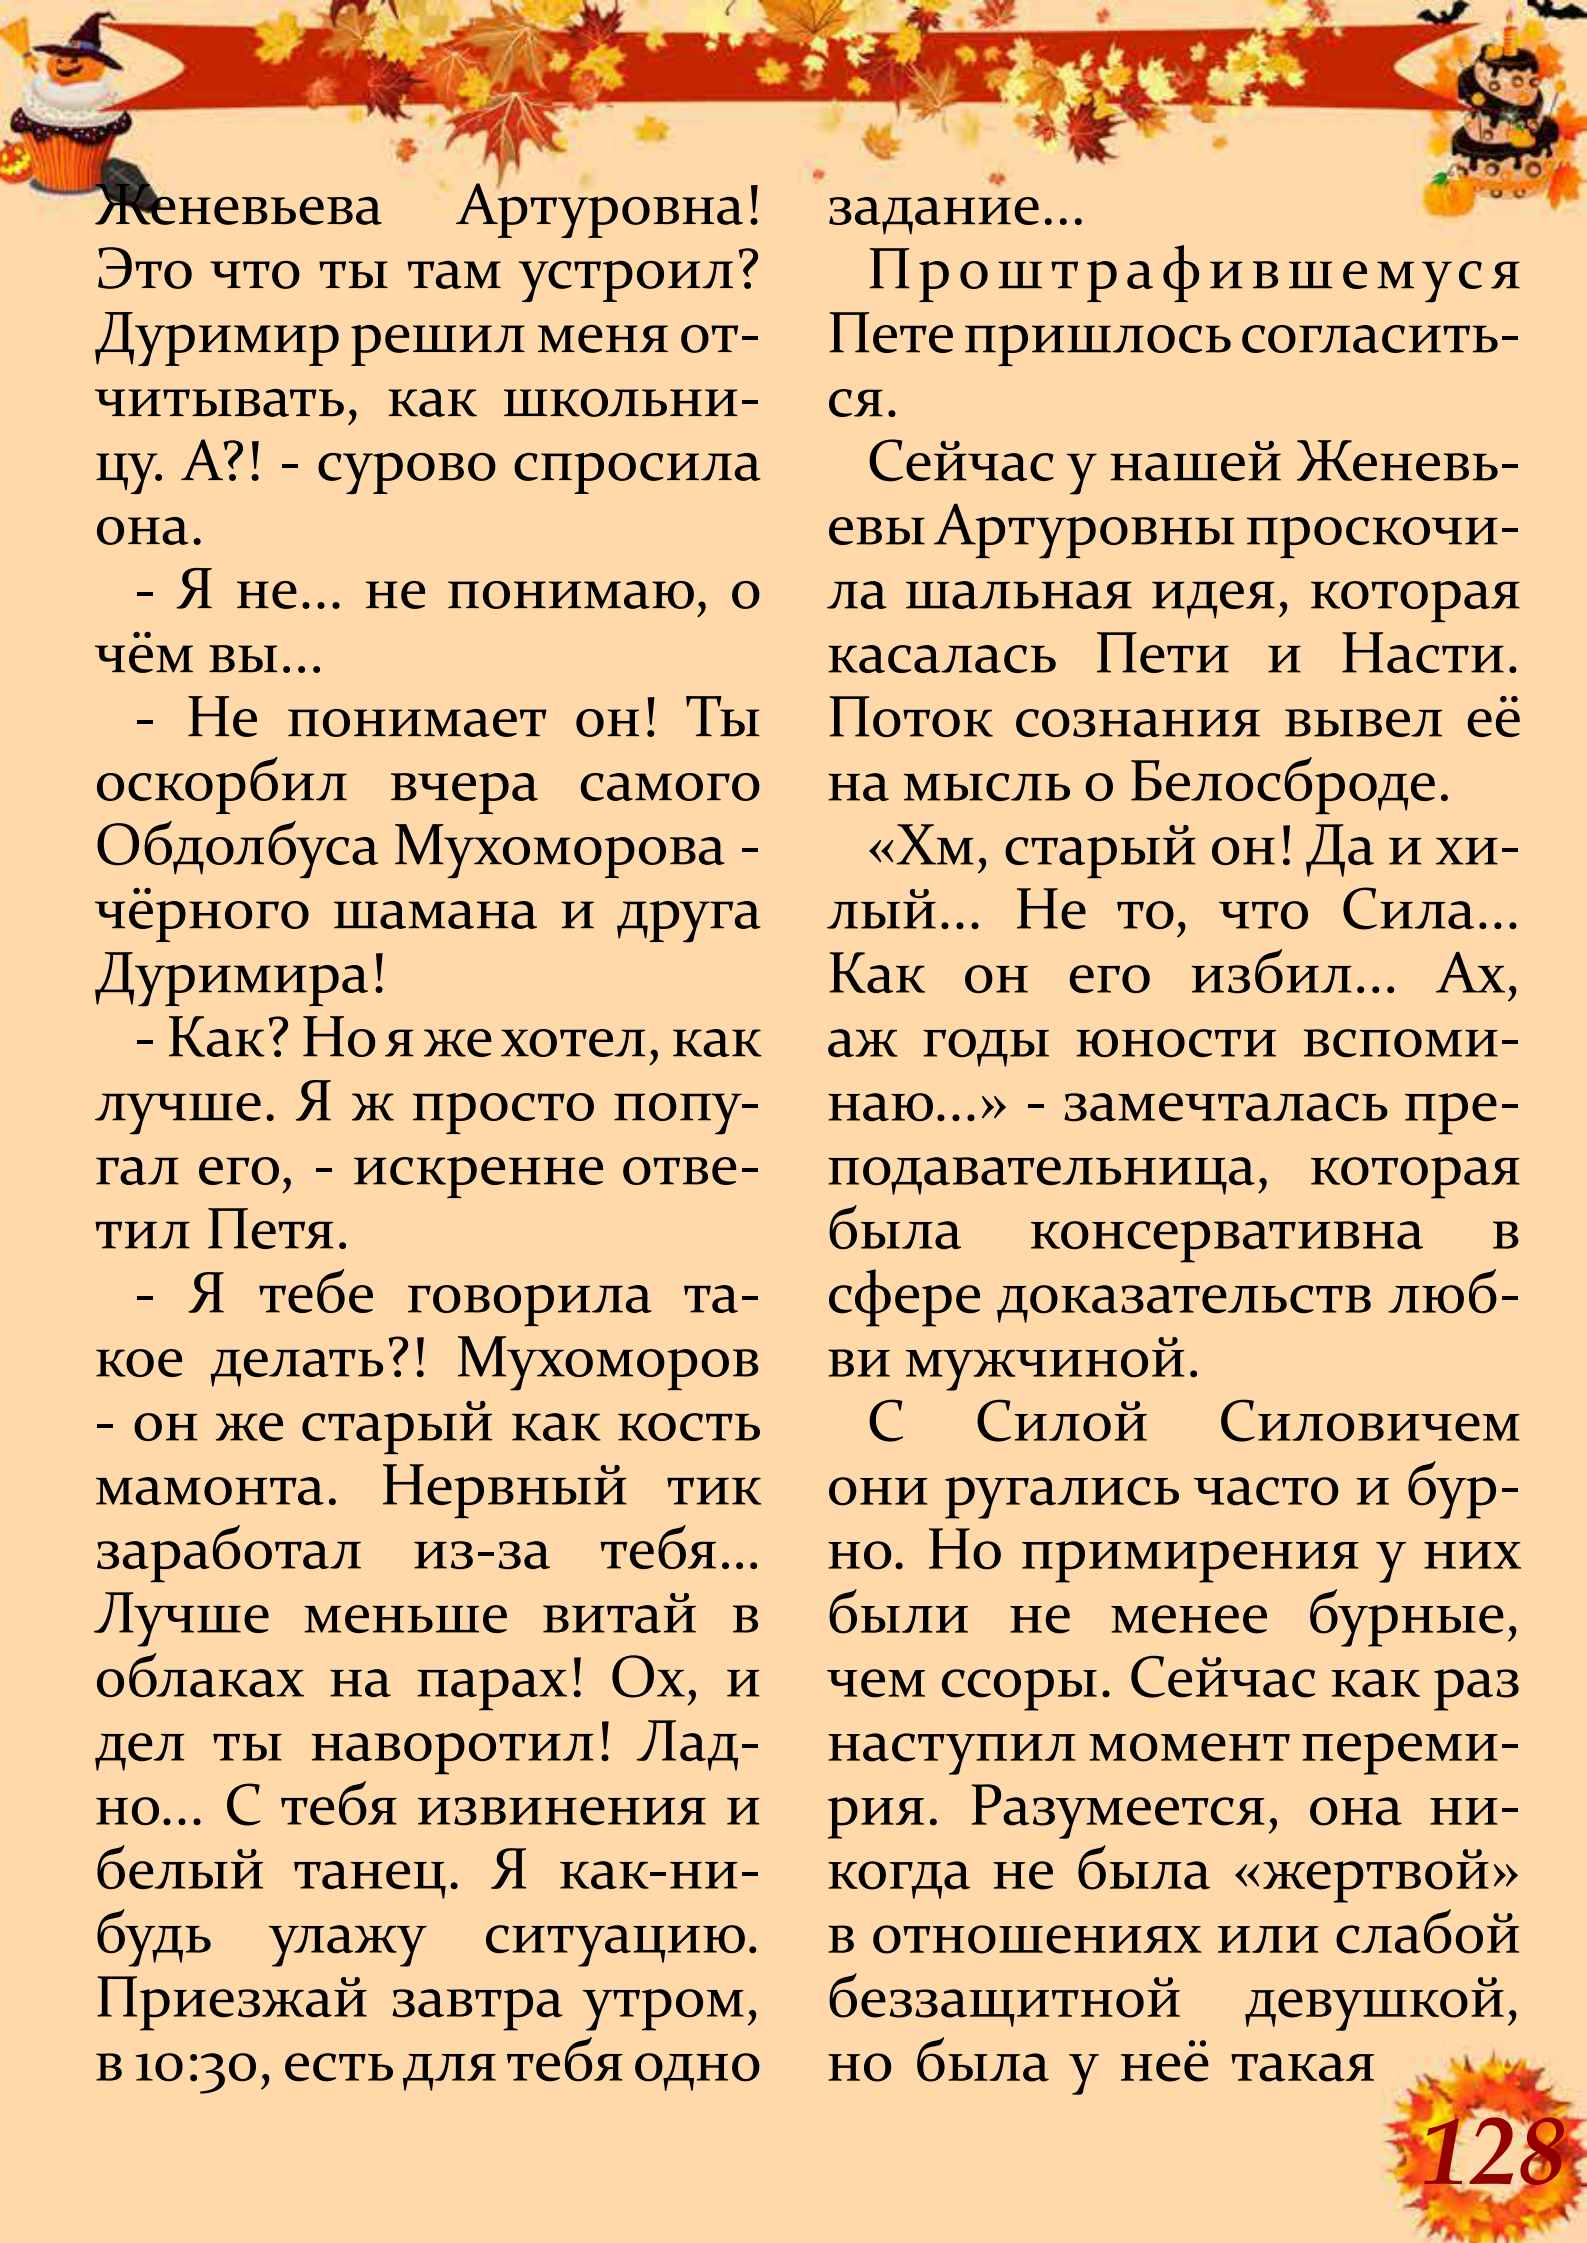 Женевьева Артуровна!
Это что ты там устроил?
Дуримир решил меня от-
читывать, как школьни-
цу. А?! - сурово спросила
она.
- Я не... не понимаю, о
чём вы...
- Не понимает он! Ты
оскорбил вчера самого
Обдолбуса Мухоморова -
чёрного шамана и друга
Дуримира!
- Как? Но я же хотел, как
лучше. Я ж просто попу-
гал его, - искренне отве-
тил Петя.
- Я тебе говорила та-
кое делать?! Мухоморов
- он же старый как кость
мамонта. Нервный тик
заработал из-за тебя...
Лучше меньше витай в
облаках на парах! Ох, и
дел ты наворотил! Лад-
но... С тебя извинения и
белый танец. Я как-ни-
будь улажу ситуацию.
Приезжай завтра утром,
в 10:30, есть для тебя одно
задание...
Проштрафившемуся
Пете пришлось согласить-
ся.
Сейчас у нашей Женевь-
евы Артуровны проскочи-
ла шальная идея, которая
касалась Пети и Насти.
Поток сознания вывел её
на мысль о Белосброде.
«Хм, старый он! Да и хи-
лый... Не то, что Сила...
Как он его избил... Ах,
аж годы юности вспоми-
наю...» - замечталась пре-
подавательница, которая
была консервативна в
сфере доказательств люб-
ви мужчиной.
С Силой Силовичем
они ругались часто и бур-
но. Но примирения у них
были не менее бурные,
чем ссоры. Сейчас как раз
наступил момент переми-
рия. Разумеется, она ни-
когда не была «жертвой»
в отношениях или слабой
беззащитной девушкой,
но была у неё такая
128